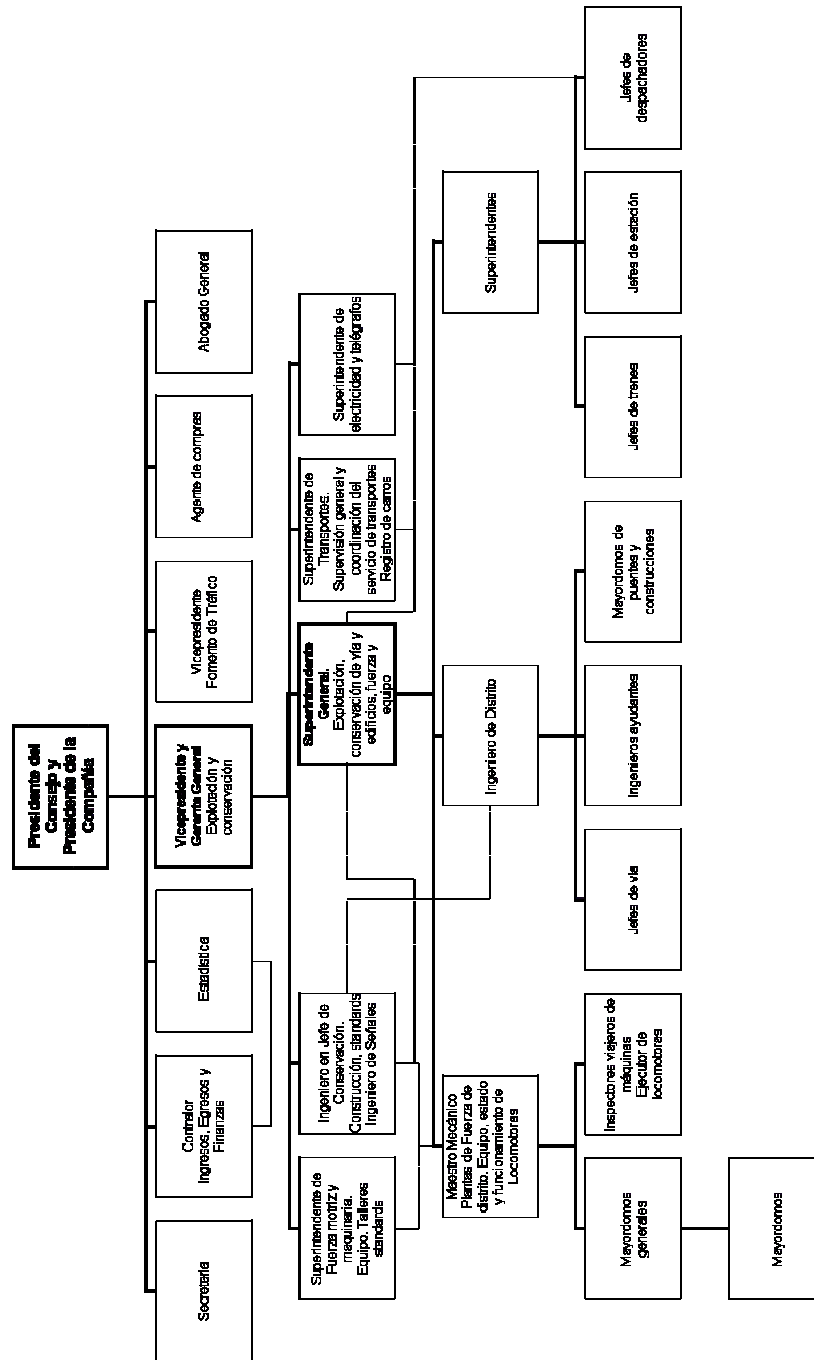 Presidente del
Consejo y
Presidente de la
Compañía
Secretaria
Contralor
Ingresos, Egresos y
Finanzas
Estadística
Vicepresidente y
Gerente General
Explotación y
conservación
Vicepresidente
Fomento de Tráfico
Agente de compras
Abogado General
Superintendente de
Fuerza motriz y
maquinaria.
Equipo. Talleres
standards
Ingeniero en Jefe de
Conservación.
Construcción, standards
Ingeniero de Señales
Superintendente
General.
Explotación,
conservación de vía y
edificios, fuerza y
equipo
Superintendente de
Transportes.
Supervisión general y
coordinación del
servicio de transportes
Registro de carros
Superintendente de
electricidad y telégrafos
Maestro Mecánico
Plantas de Fuerza de
distrito. Equipo, estado
y funcionamiento de
Locomotoras
Ingeniero de Distrito
Superintendentes
Mayordomos
generales
Inspectores viajeros de
máquinas
Ejecutor de
locomotoras
Jefes de vía
Ingenieros ayudantes
Mayordomos de
puentes y
construcciones
Jefes de trenes
Jefes de estación
Jefes de
despachadores
Mayordomos